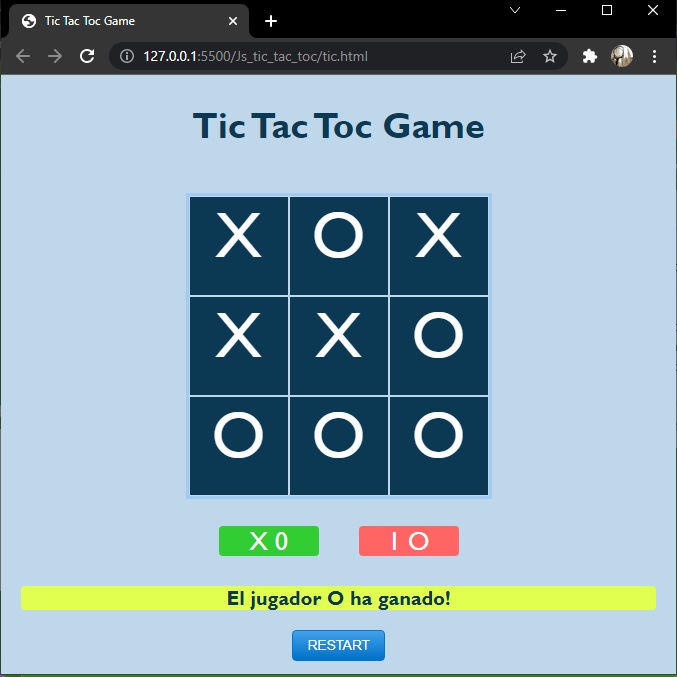 Tic Tac Toc Game
127.0.0.1:5500/Js_tic_tac_toc/tic.html
Tic Tac Toc Game
X O X
X X O
O O O
X 0 1 O
El jugador O ha ganado!
RESTART